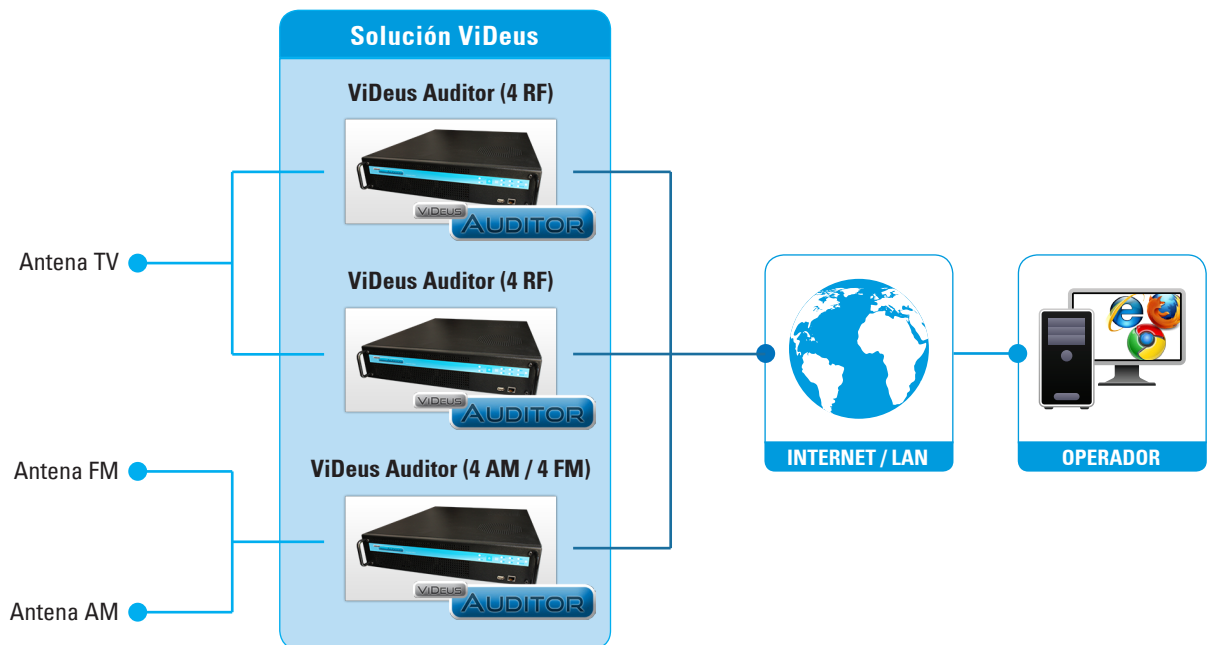 Solución ViDeus
ViDeus Auditor (4 RF)
VIDEUS
AUDITOR
Antena TV
ViDeus Auditor (4 RF)
VIDEUS
AUDITOR
INTERNET / LAN
OPERADOR
Antena FM
ViDeus Auditor (4 AM / 4 FM)
VIDEUS
AUDITOR
Antena AM